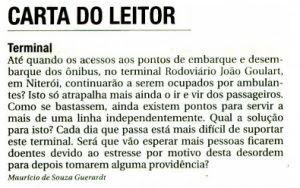 CARTA DO LEITOR
Terminal
Até quando os acessos aos pontos de embarque e desem-
barque dos ônibus, no terminal Rodoviário João Goulart,
em Niterói, continuarão a serem ocupados por ambulan-
tes? Isto só atrapalha mais ainda o ir e vir dos passageiros.
Como se bastassem, ainda existem pontos para servir a
mais de uma linha independentemente. Qual a solução
para isto? Cada dia que passa está mais difícil de suportar
este terminal. Será que vão esperar mais pessoas ficarem
doentes devido ao estresse por motivo desta desordem
para depois tomarem alguma providência?
Maurício de Souza Guerardt